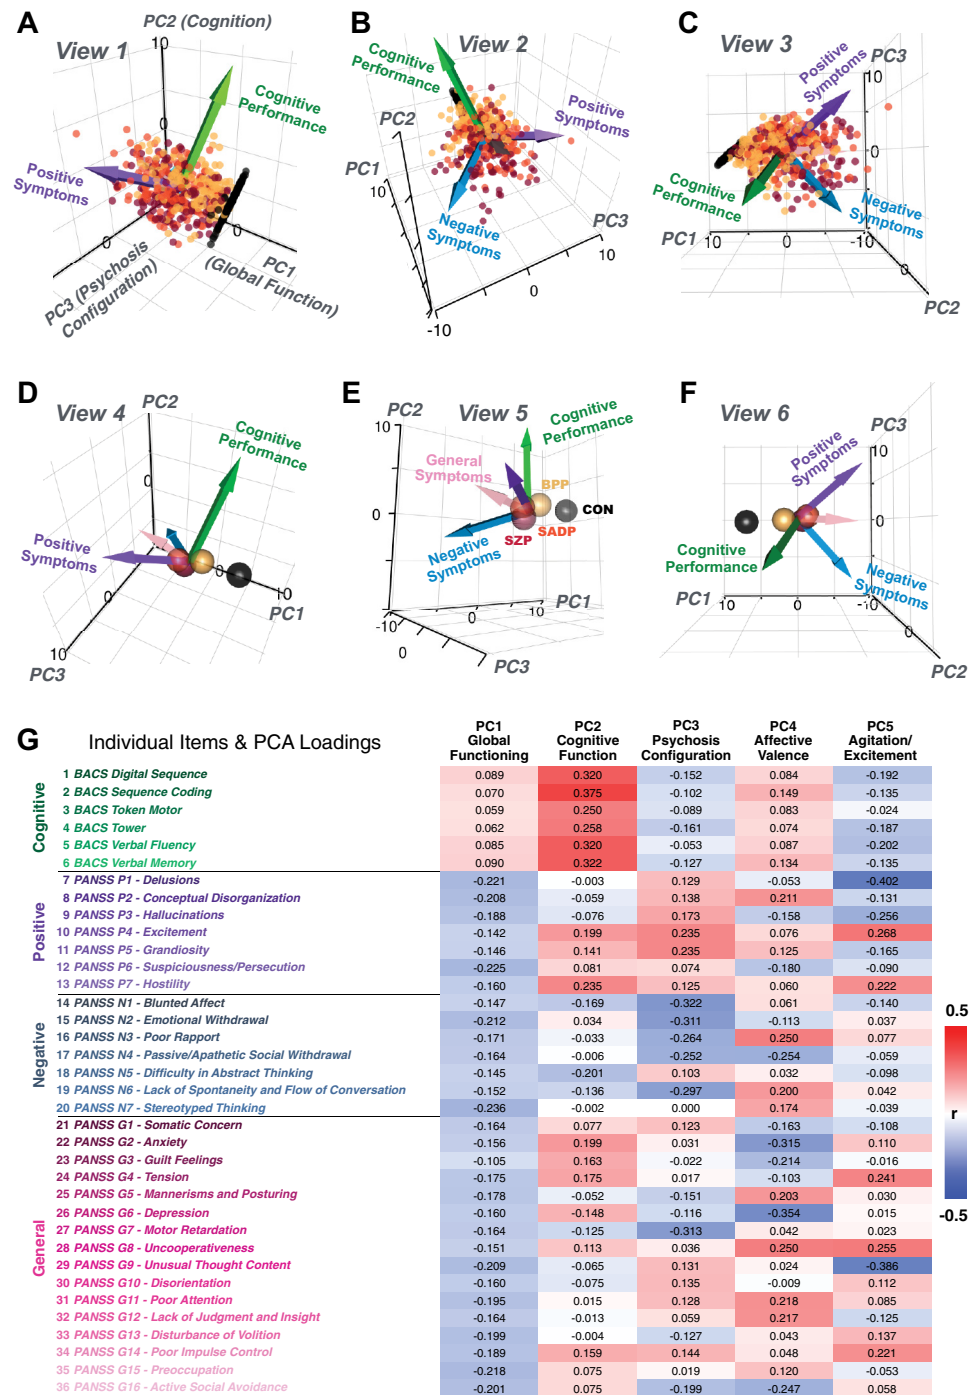 A
View 1
PC2 (Cognition)
10
Cognitive
Performance
0
Positive
Symptoms
0
0
PC3 (Psychosis
Configuration)
PC1
(Global Function)
B
View 2
Cognitive
Performance
PC2
Positive
Symptoms
PC1
10
Negative
Symptoms
PC3
10
0
-10
C
View 3
PC3
Positive
Symptoms
10
0
Cognitive
Performance
Negative
Symptoms
PC1
10
0
-10
0
PC2
D
View 4
PC2
Cognitive
Performance
0
Positive
Symptoms
0
0
10
PC1
10
PC3
E
View 5
PC2
10
Cognitive
Performance
General
Symptoms
BPP
CON
0
SADP
SZP
Negative
Symptoms
PC1
10
0
-10
0
PC3
F
View 6
PC3
Positive
Symptoms
10
0
Cognitive
Performance
Negative
Symptoms
PC1
10
0
-10
0
PC2
G
Individual Items & PCA Loadings
PC1 Global Functioning
PC2 Cognitive Function
PC3 Psychosis Configuration
PC4 Affective Valence
PC5 Agitation/ Excitement
Cognitive
1 BACS Digital Sequence 0.089 0.320 -0.152 0.084 -0.192
2 BACS Sequence Coding 0.070 0.375 -0.102 0.149 -0.135
3 BACS Token Motor 0.059 0.250 -0.089 0.083 -0.024
4 BACS Tower 0.062 0.258 -0.161 0.074 -0.187
5 BACS Verbal Fluency 0.085 0.320 -0.053 0.087 -0.202
6 BACS Verbal Memory 0.090 0.322 -0.127 0.134 -0.135
Positive
7 PANSS P1 - Delusions -0.221 -0.003 0.129 -0.053 -0.402
8 PANSS P2 - Conceptual Disorganization -0.208 -0.059 0.138 0.211 -0.131
9 PANSS P3 - Hallucinations -0.188 -0.076 0.173 -0.158 -0.256
10 PANSS P4 - Excitement -0.142 0.199 0.235 0.076 0.268
11 PANSS P5 - Grandiosity -0.146 0.141 0.235 0.125 -0.165
12 PANSS P6 - Suspiciousness/Persecution -0.225 0.081 0.074 -0.180 -0.090
13 PANSS P7 - Hostility -0.160 0.235 0.125 0.060 0.222
Negative
14 PANSS N1 - Blunted Affect -0.147 -0.169 -0.322 0.061 -0.140
15 PANSS N2 - Emotional Withdrawal -0.212 0.034 -0.311 -0.113 0.037
16 PANSS N3 - Poor Rapport -0.171 -0.033 -0.264 0.250 0.077
17 PANSS N4 - Passive/Apathetic Social Withdrawal -0.164 -0.006 -0.252 -0.254 -0.059
18 PANSS N5 - Difficulty in Abstract Thinking -0.145 -0.201 0.103 0.032 -0.098
19 PANSS N6 - Lack of Spontaneity and Flow of Conversation -0.152 -0.136 -0.297 0.200 0.042
20 PANSS N7 - Stereotyped Thinking -0.236 -0.002 0.000 0.174 -0.039
General
21 PANSS G1 - Somatic Concern -0.164 0.077 0.123 -0.163 -0.108
22 PANSS G2 - Anxiety -0.156 0.199 0.031 -0.315 0.110
23 PANSS G3 - Guilt Feelings -0.105 0.163 -0.022 -0.214 -0.016
24 PANSS G4 - Tension -0.175 0.175 0.017 -0.103 0.241
25 PANSS G5 - Mannerisms and Posturing -0.178 -0.052 -0.151 0.203 0.030
26 PANSS G6 - Depression -0.160 -0.148 -0.116 -0.354 0.015
27 PANSS G7 - Motor Retardation -0.164 -0.125 -0.313 0.042 0.023
28 PANSS G8 - Uncooperativeness -0.151 0.113 0.036 0.250 0.255
29 PANSS G9 - Unusual Thought Content -0.209 -0.065 0.131 0.024 -0.386
30 PANSS G10 - Disorientation -0.160 -0.075 0.135 -0.009 0.112
31 PANSS G11 - Poor Attention -0.195 0.015 0.128 0.218 0.085
32 PANSS G12 - Lack of Judgment and Insight -0.164 -0.013 0.059 0.217 -0.125
33 PANSS G13 - Disturbance of Volition -0.199 -0.004 -0.127 0.043 0.137
34 PANSS G14 - Poor Impulse Control -0.189 0.159 0.144 0.048 0.221
35 PANSS G15 - Preoccupation -0.218 0.075 0.019 0.120 -0.053
36 PANSS G16 - Active Social Avoidance -0.201 0.075 -0.199 -0.247 0.058
0.5
r
-0.5